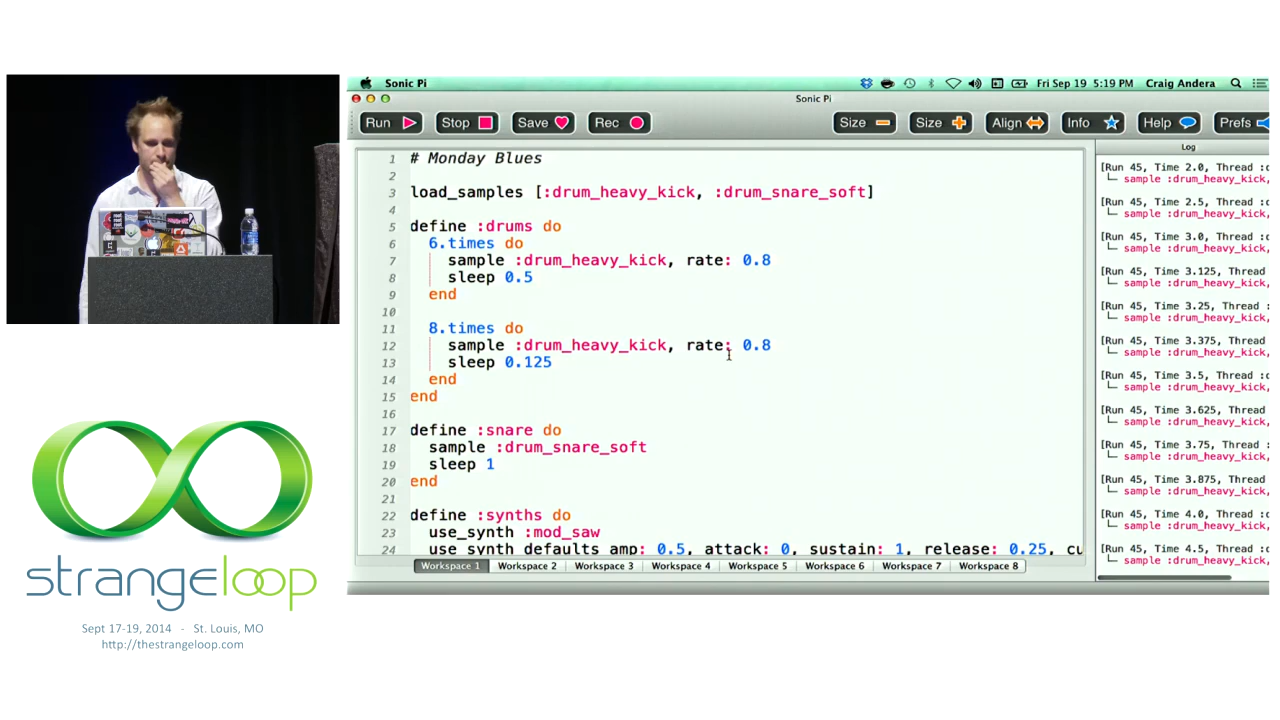 Sonic Pi
Fri Sep 19 5:19 PM Craig Andera
Sonic Pi
Run Stop Save Rec Size Size Align Info Help Prefs
Log
1 # Monday Blues
2
3 load_samples [:drum_heavy_kick, :drum_snare_soft]
4
5 define :drums do
6 6.times do
7 sample :drum_heavy_kick, rate: 0.8
8 sleep 0.5
9 end
10
11 8.times do
12 sample :drum_heavy_kick, rate: 0.8
13 sleep 0.125
14 end
15 end
16
17 define :snare do
18 sample :drum_snare_soft
19 sleep 1
20 end
21
22 define :synths do
23 use_synth :mod_saw
24 use_synth_defaults amp: 0.5, attack: 0, sustain: 1, release: 0.25, cu
Workspace 1 Workspace 2 Workspace 3 Workspace 4 Workspace 5 Workspace 6 Workspace 7 Workspace 8
[Run 45, Time 2.0, Thread :d
sample :drum_heavy_kick,
[Run 45, Time 2.5, Thread :d
sample :drum_heavy_kick,
[Run 45, Time 3.0, Thread :d
sample :drum_heavy_kick,
[Run 45, Time 3.125, Thread
sample :drum_heavy_kick,
[Run 45, Time 3.25, Thread :
sample :drum_heavy_kick,
[Run 45, Time 3.375, Thread
sample :drum_heavy_kick,
[Run 45, Time 3.5, Thread :d
sample :drum_heavy_kick,
[Run 45, Time 3.625, Thread
sample :drum_heavy_kick,
[Run 45, Time 3.75, Thread :
sample :drum_heavy_kick,
[Run 45, Time 3.875, Thread
sample :drum_heavy_kick,
[Run 45, Time 4.0, Thread :d
sample :drum_heavy_kick,
[Run 45, Time 4.5, Thread :d
sample :drum_heavy_kick,
strangeloop
Sept 17-19, 2014 - St. Louis, MO
http://thestrangeloop.com